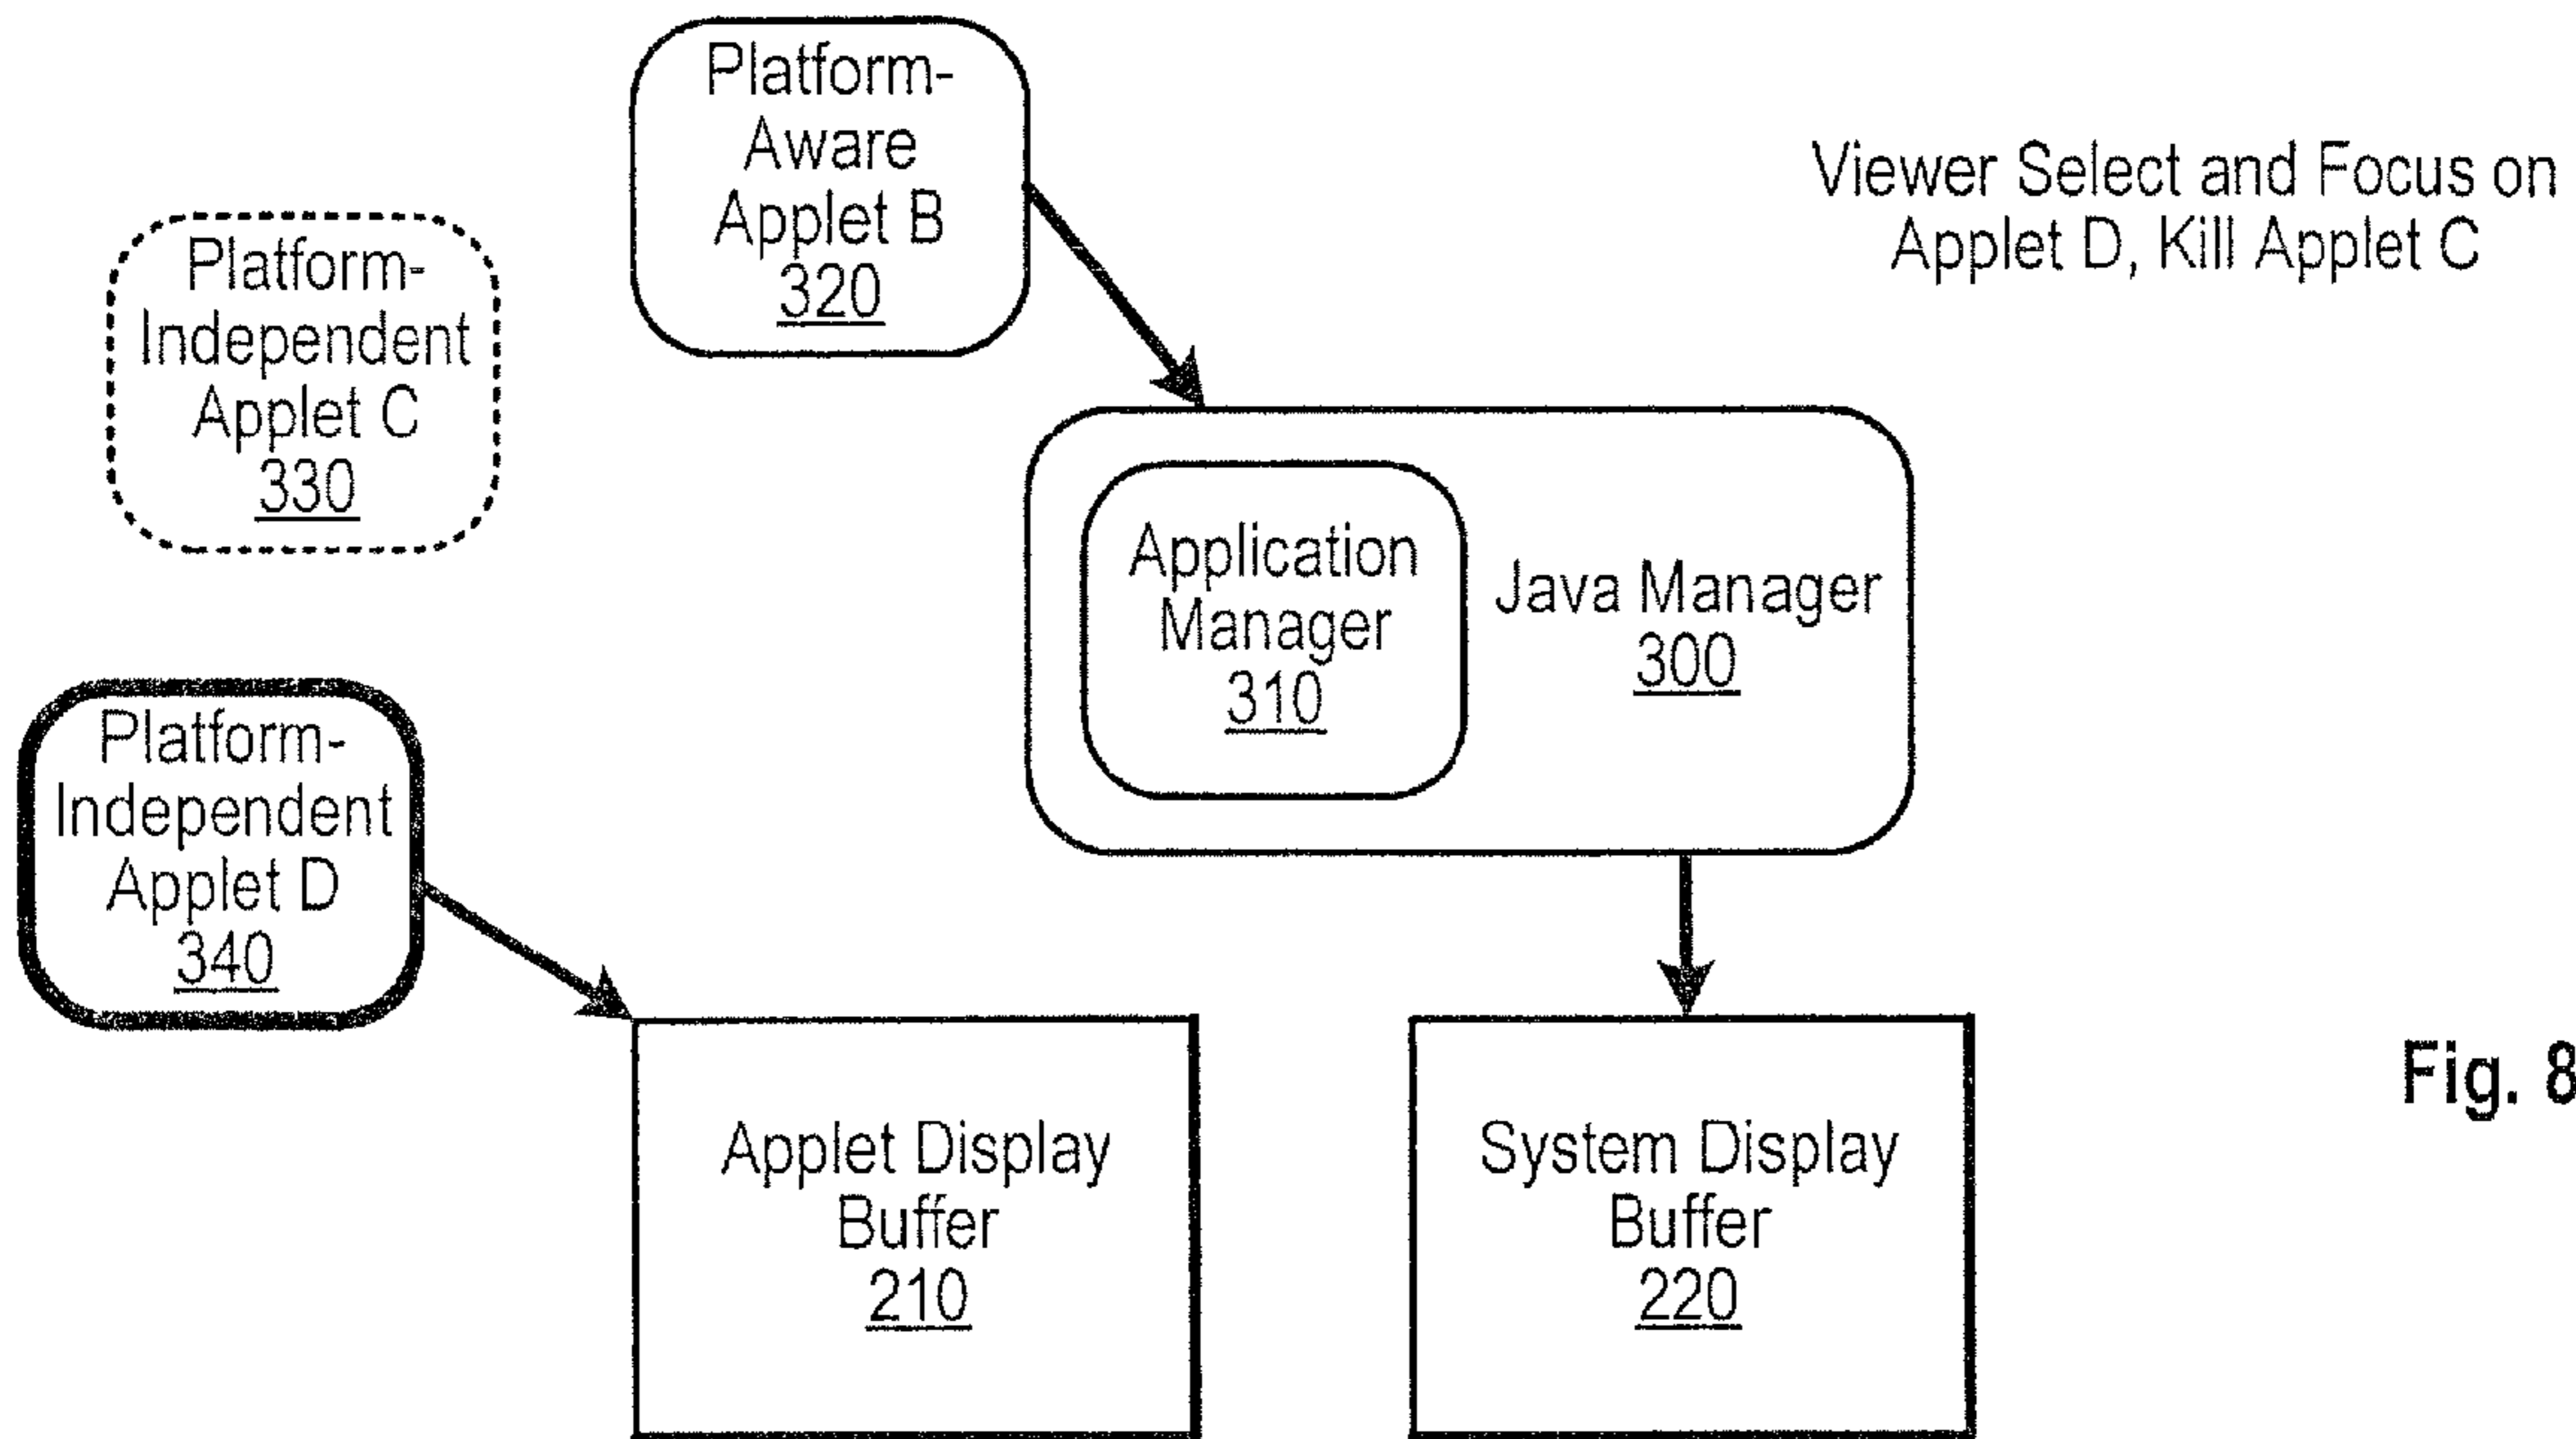 Platform-
Aware
Applet B
320
Viewer Select and Focus on
Applet D, Kill Applet C
Platform-
Independent
Applet C
330
Application
Manager
310
Java Manager
300
Platform-
Independent
Applet D
340
Applet Display
Buffer
210
System Display
Buffer
220
Fig. 8